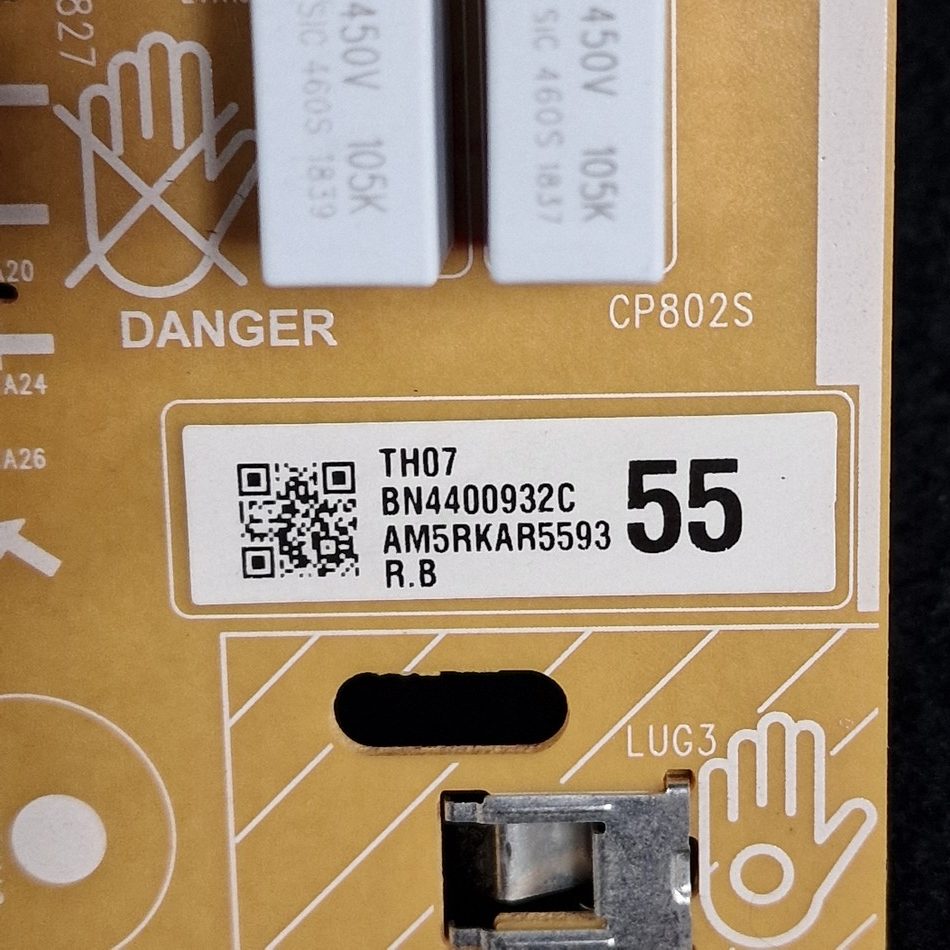 827
450V 105K
SIC 460S 1839
450V 105K
SIC 460S 1837
A20
DANGER
CP802S
A24
A26
TH07
BN4400932C
AM5RKAR5593
R.B
55
LUG3